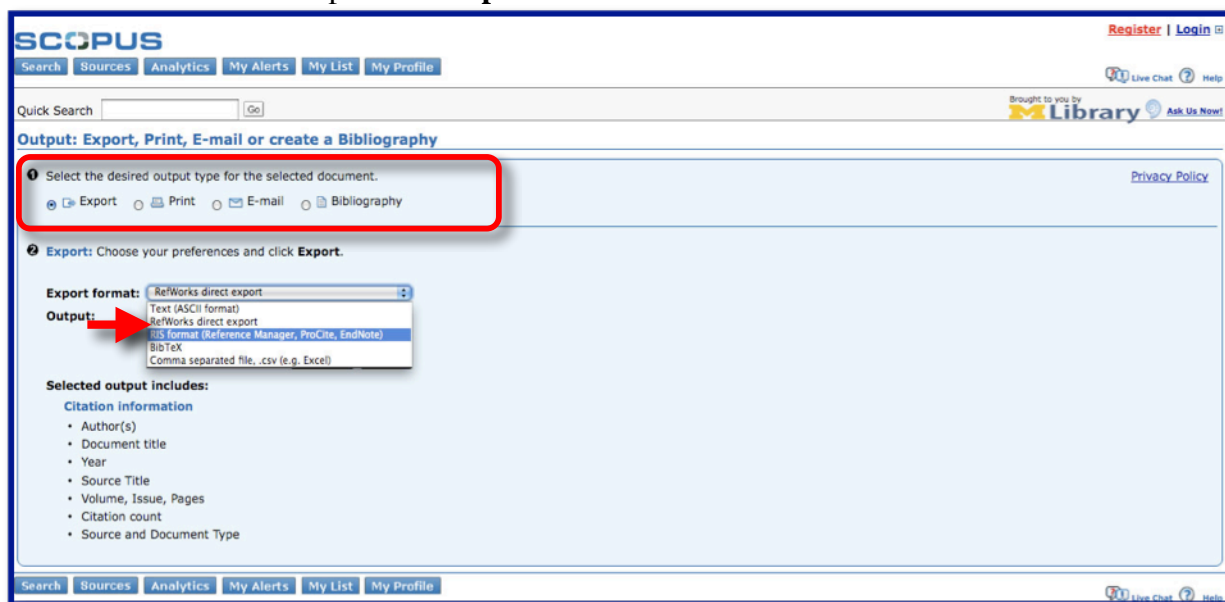 SCOPUS
Register | Login
Search Sources Analytics My Alerts My List My Profile
Live Chat Help
Quick Search Go
Brought to you by
MLibrary Ask Us Now!
Output: Export, Print, E-mail or create a Bibliography
1 Select the desired output type for the selected document.
Privacy Policy
Export Print E-mail Bibliography
2 Export: Choose your preferences and click Export.
Export format: RefWorks direct export
Text (ASCII format)
Output: RefWorks direct export
RIS format (Reference Manager, ProCite, EndNote)
BibTeX
Comma separated file, .csv (e.g. Excel)
Selected output includes:
Citation information
• Author(s)
• Document title
• Year
• Source Title
• Volume, Issue, Pages
• Citation count
• Source and Document Type
Search Sources Analytics My Alerts My List My Profile
Live Chat Help